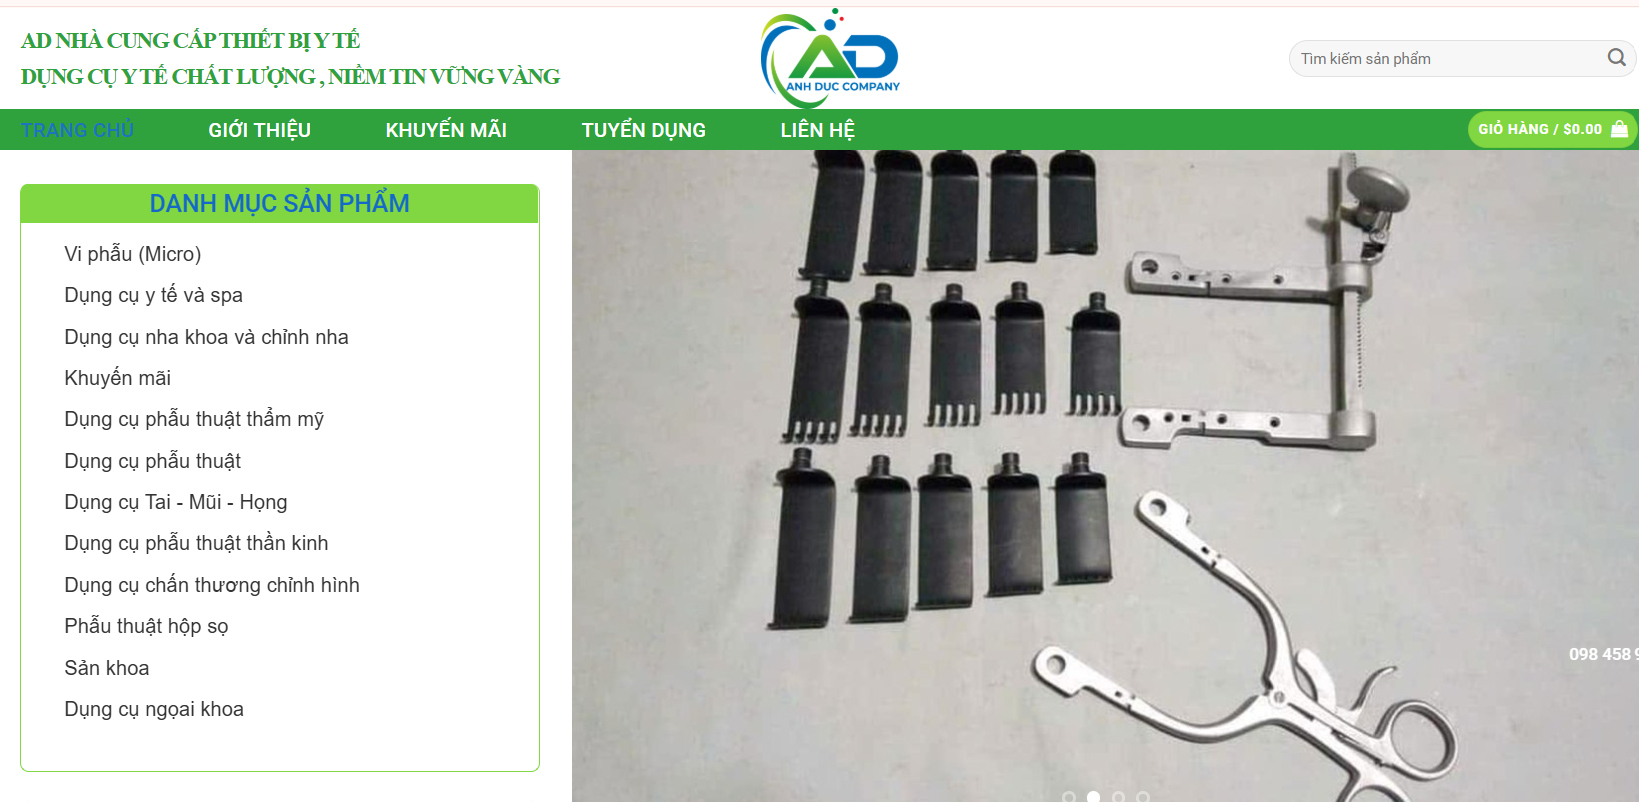 AD NHÀ CUNG CẤP THIẾT BỊ Y TẾ
DỤNG CỤ Y TẾ CHẤT LƯỢNG , NIỀM TIN VỮNG VÀNG
AD
ANH DUC COMPANY
Tìm kiếm sản phẩm
TRANG CHỦ GIỚI THIỆU KHUYẾN MÃI TUYỂN DỤNG LIÊN HỆ GIỎ HÀNG / $0.00
DANH MỤC SẢN PHẨM
Vi phẫu (Micro)
Dụng cụ y tế và spa
Dụng cụ nha khoa và chỉnh nha
Khuyến mãi
Dụng cụ phẫu thuật thẩm mỹ
Dụng cụ phẫu thuật
Dụng cụ Tai - Mũi - Họng
Dụng cụ phẫu thuật thần kinh
Dụng cụ chấn thương chỉnh hình
Phẫu thuật hộp sọ
Sản khoa
Dụng cụ ngọai khoa
098 458 9